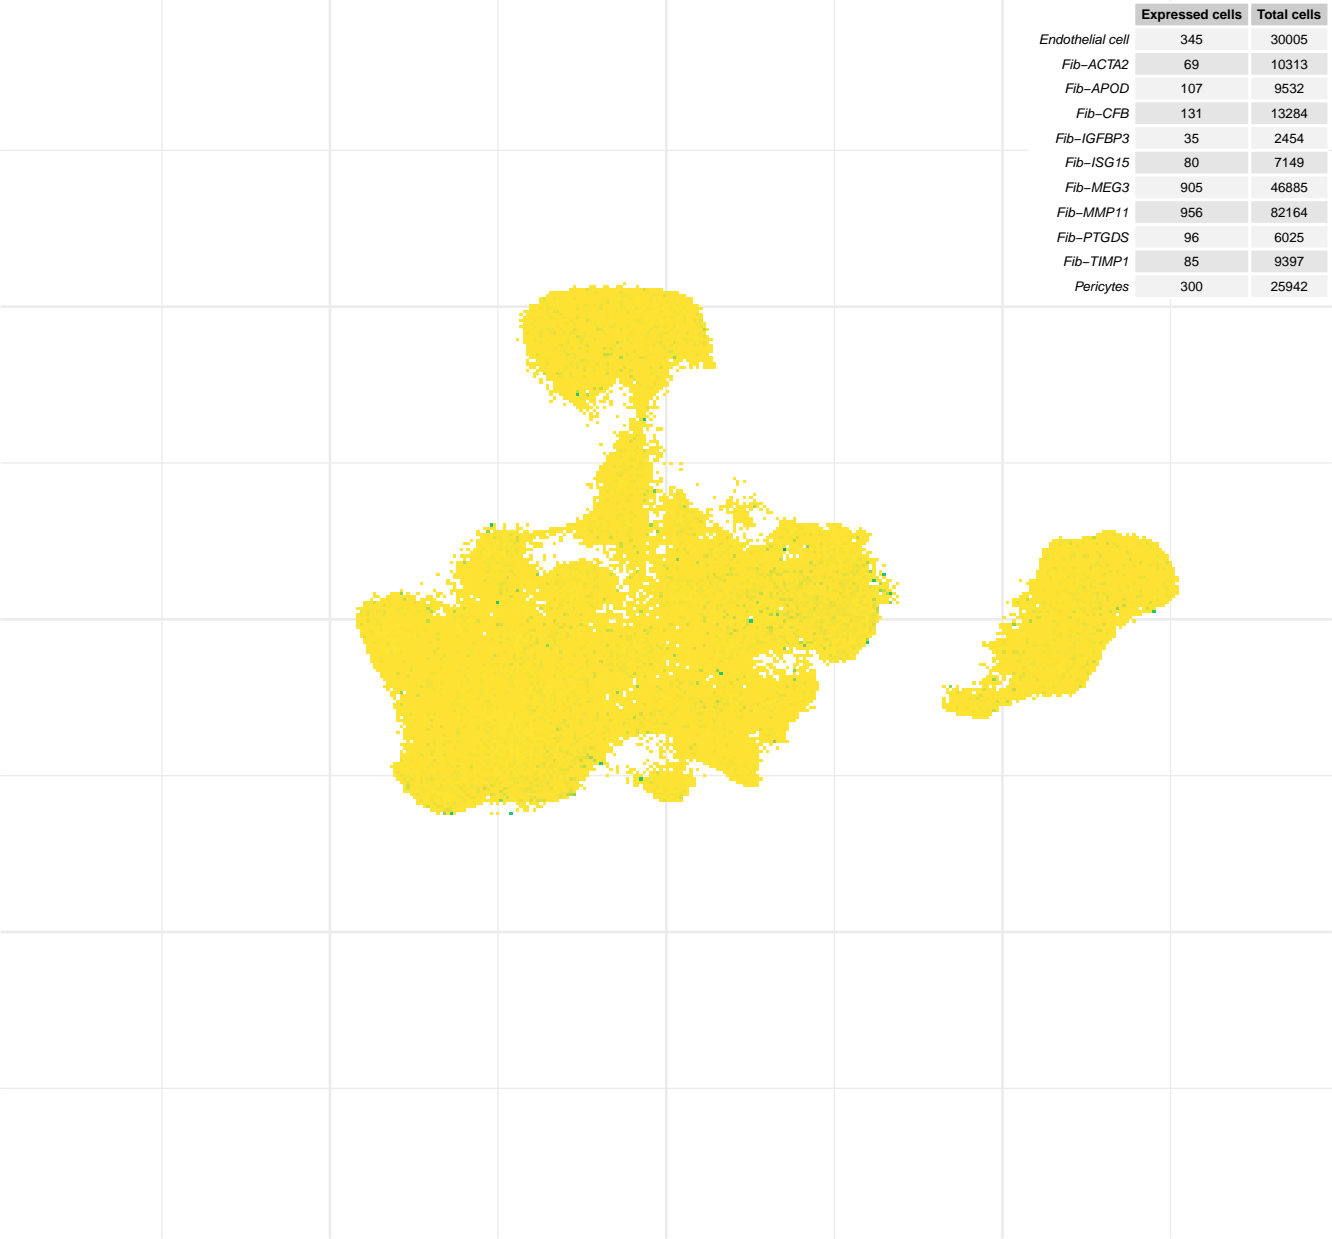 Expressed cells Total cells
Endothelial cell 345 30005
Fib−ACTA2 69 10313
Fib−APOD 107 9532
Fib−CFB 131 13284
Fib−IGFBP3 35 2454
Fib−ISG15 80 7149
Fib−MEG3 905 46885
Fib−MMP11 956 82164
Fib−PTGDS 96 6025
Fib−TIMP1 85 9397
Pericytes 300 25942